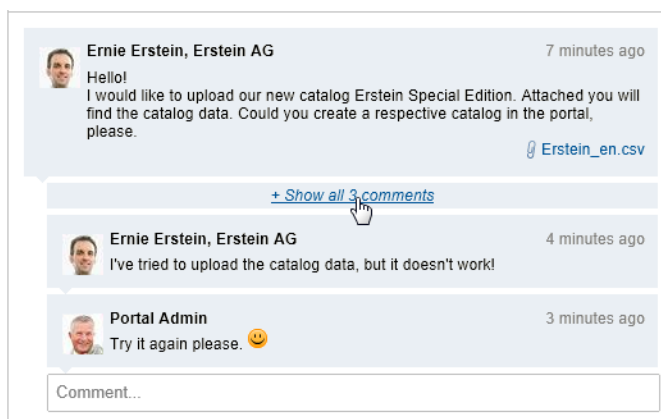 Ernie Erstein, Erstein AG
7 minutes ago
Hello!
I would like to upload our new catalog Erstein Special Edition. Attached you will
find the catalog data. Could you create a respective catalog in the portal,
please.
Erstein_en.csv
+ Show all 3 comments
Ernie Erstein, Erstein AG
4 minutes ago
I've tried to upload the catalog data, but it doesn't work!
Portal Admin
3 minutes ago
Try it again please.
Comment...